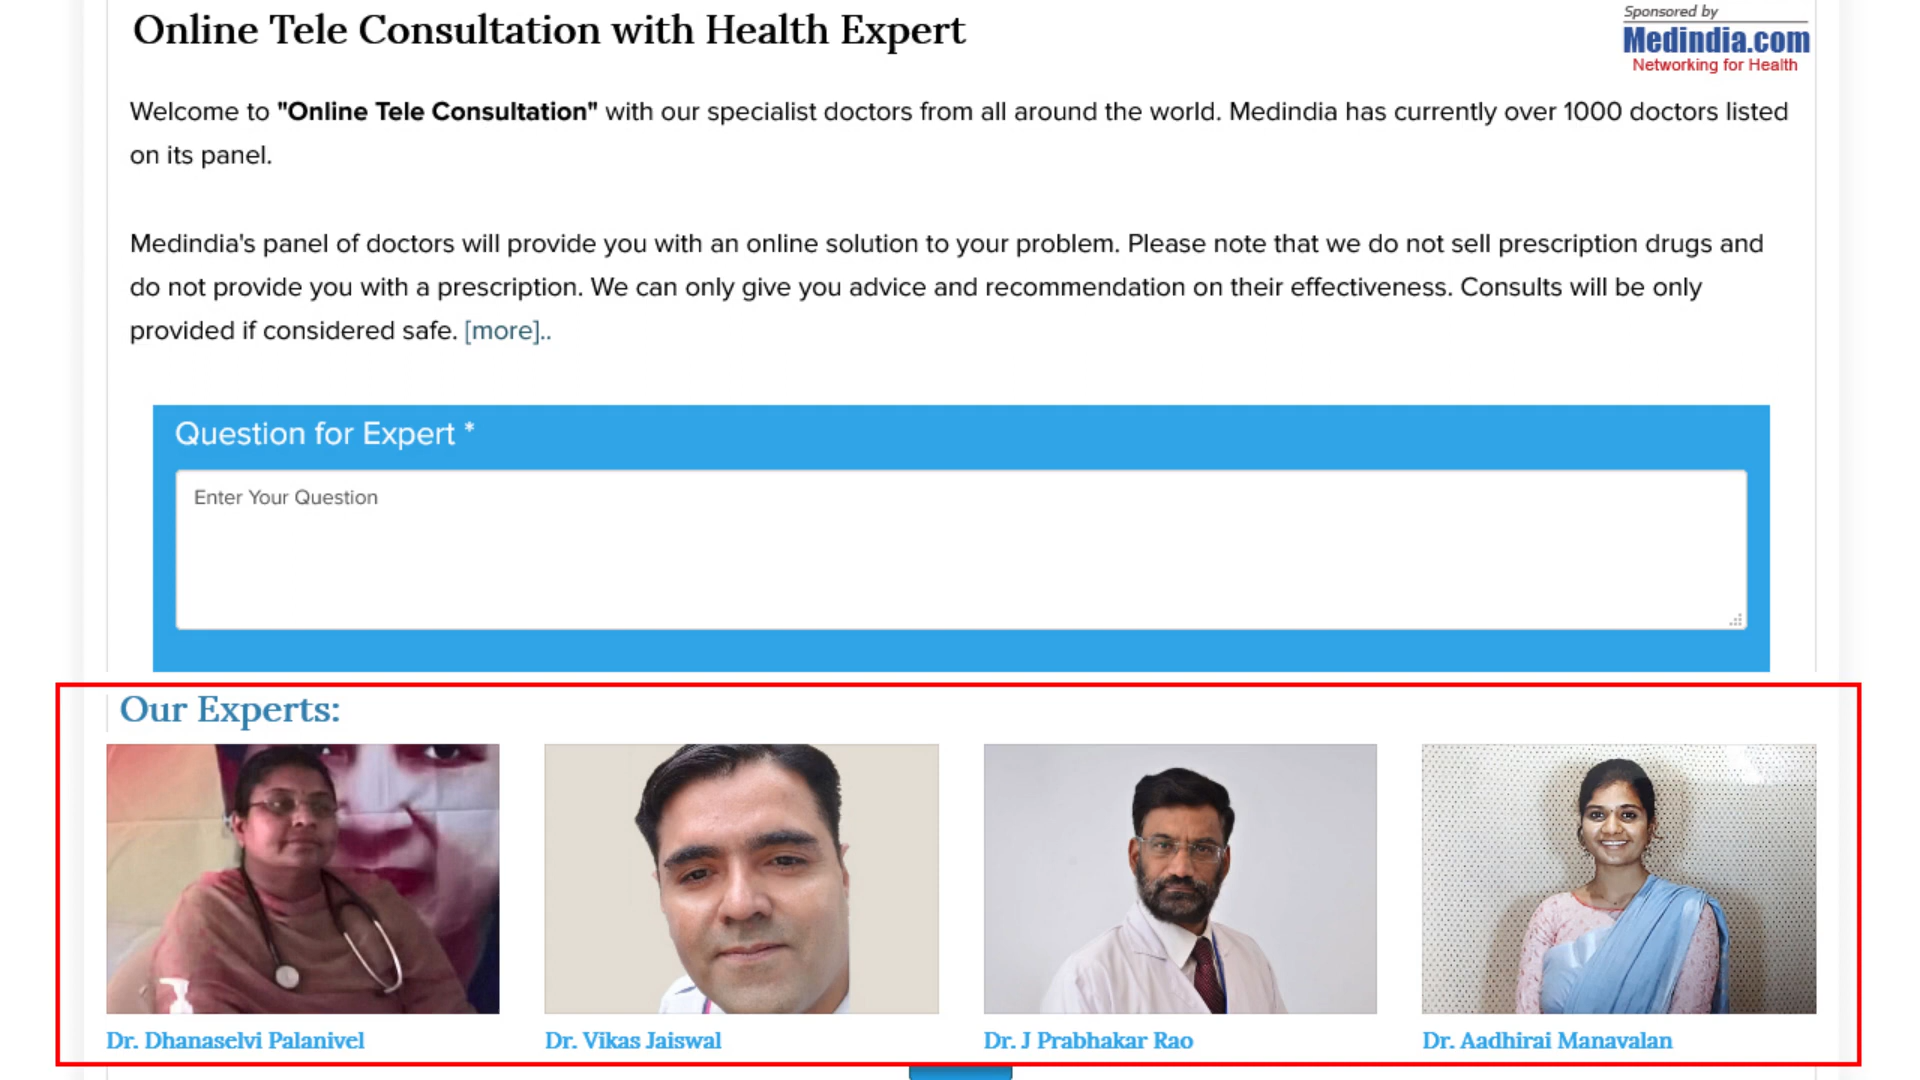 Online Tele Consultation with Health Expert
Sponsored by
Medindia.com
Networking for Health
Welcome to "Online Tele Consultation" with our specialist doctors from all around the world. Medindia has currently over 1000 doctors listed
on its panel.
Medindia's panel of doctors will provide you with an online solution to your problem. Please note that we do not sell prescription drugs and
do not provide you with a prescription. We can only give you advice and recommendation on their effectiveness. Consults will be only
provided if considered safe. [more]..
Question for Expert *
Enter Your Question
Our Experts:
Dr. Dhanaselvi Palanivel
Dr. Vikas Jaiswal
Dr. J Prabhakar Rao
Dr. Aadhirai Manavalan